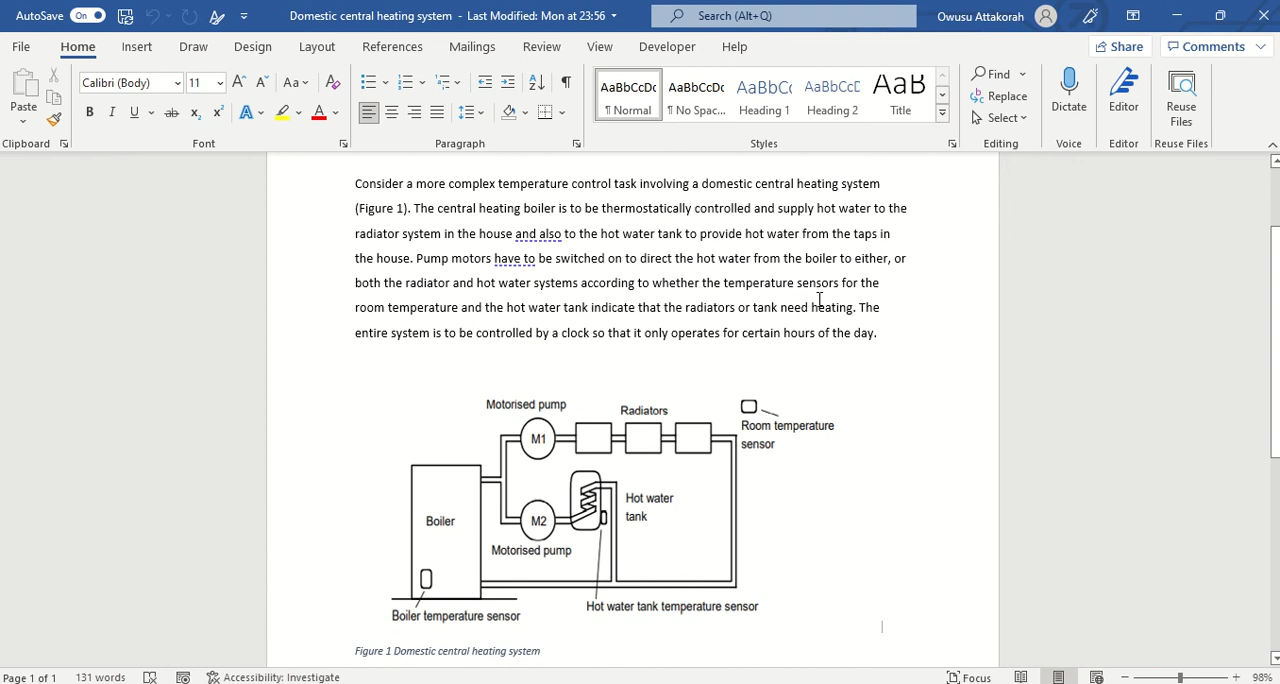 AutoSave On Domestic central heating system - Last Modified: Mon at 23:56 Search (Alt+Q) Owusu Attakorah
File Home Insert Draw Design Layout References Mailings Review View Developer Help Share Comments
Paste Calibri (Body) 11 A A Aa A
B I U ab x₂ x² A A
AaBbCcDc AaBbCcDc AaBbCc AaBbCcD AaB
¶ Normal ¶ No Spac... Heading 1 Heading 2 Title
Find Replace Select
Dictate Editor Reuse Files
Clipboard Font Paragraph Styles Editing Voice Editor Reuse Files
Consider a more complex temperature control task involving a domestic central heating system
(Figure 1). The central heating boiler is to be thermostatically controlled and supply hot water to the
radiator system in the house and also to the hot water tank to provide hot water from the taps in
the house. Pump motors have to be switched on to direct the hot water from the boiler to either, or
both the radiator and hot water systems according to whether the temperature sensors for the
room temperature and the hot water tank indicate that the radiators or tank need heating. The
entire system is to be controlled by a clock so that it only operates for certain hours of the day.
Motorised pump
Radiators
Room temperature
sensor
M1
Hot water
tank
Boiler
M2
Motorised pump
Hot water tank temperature sensor
Boiler temperature sensor
Figure 1 Domestic central heating system
Page 1 of 1 131 words Accessibility: Investigate Focus 98%